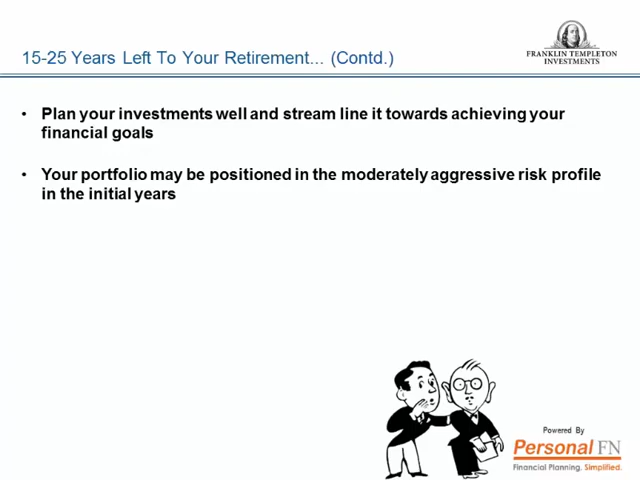 15-25 Years Left To Your Retirement... (Contd.)
FRANKLIN TEMPLETON
INVESTMENTS
• Plan your investments well and stream line it towards achieving your
financial goals
• Your portfolio may be positioned in the moderately aggressive risk profile
in the initial years
Powered By
Personal FN
Financial Planning. Simplified.